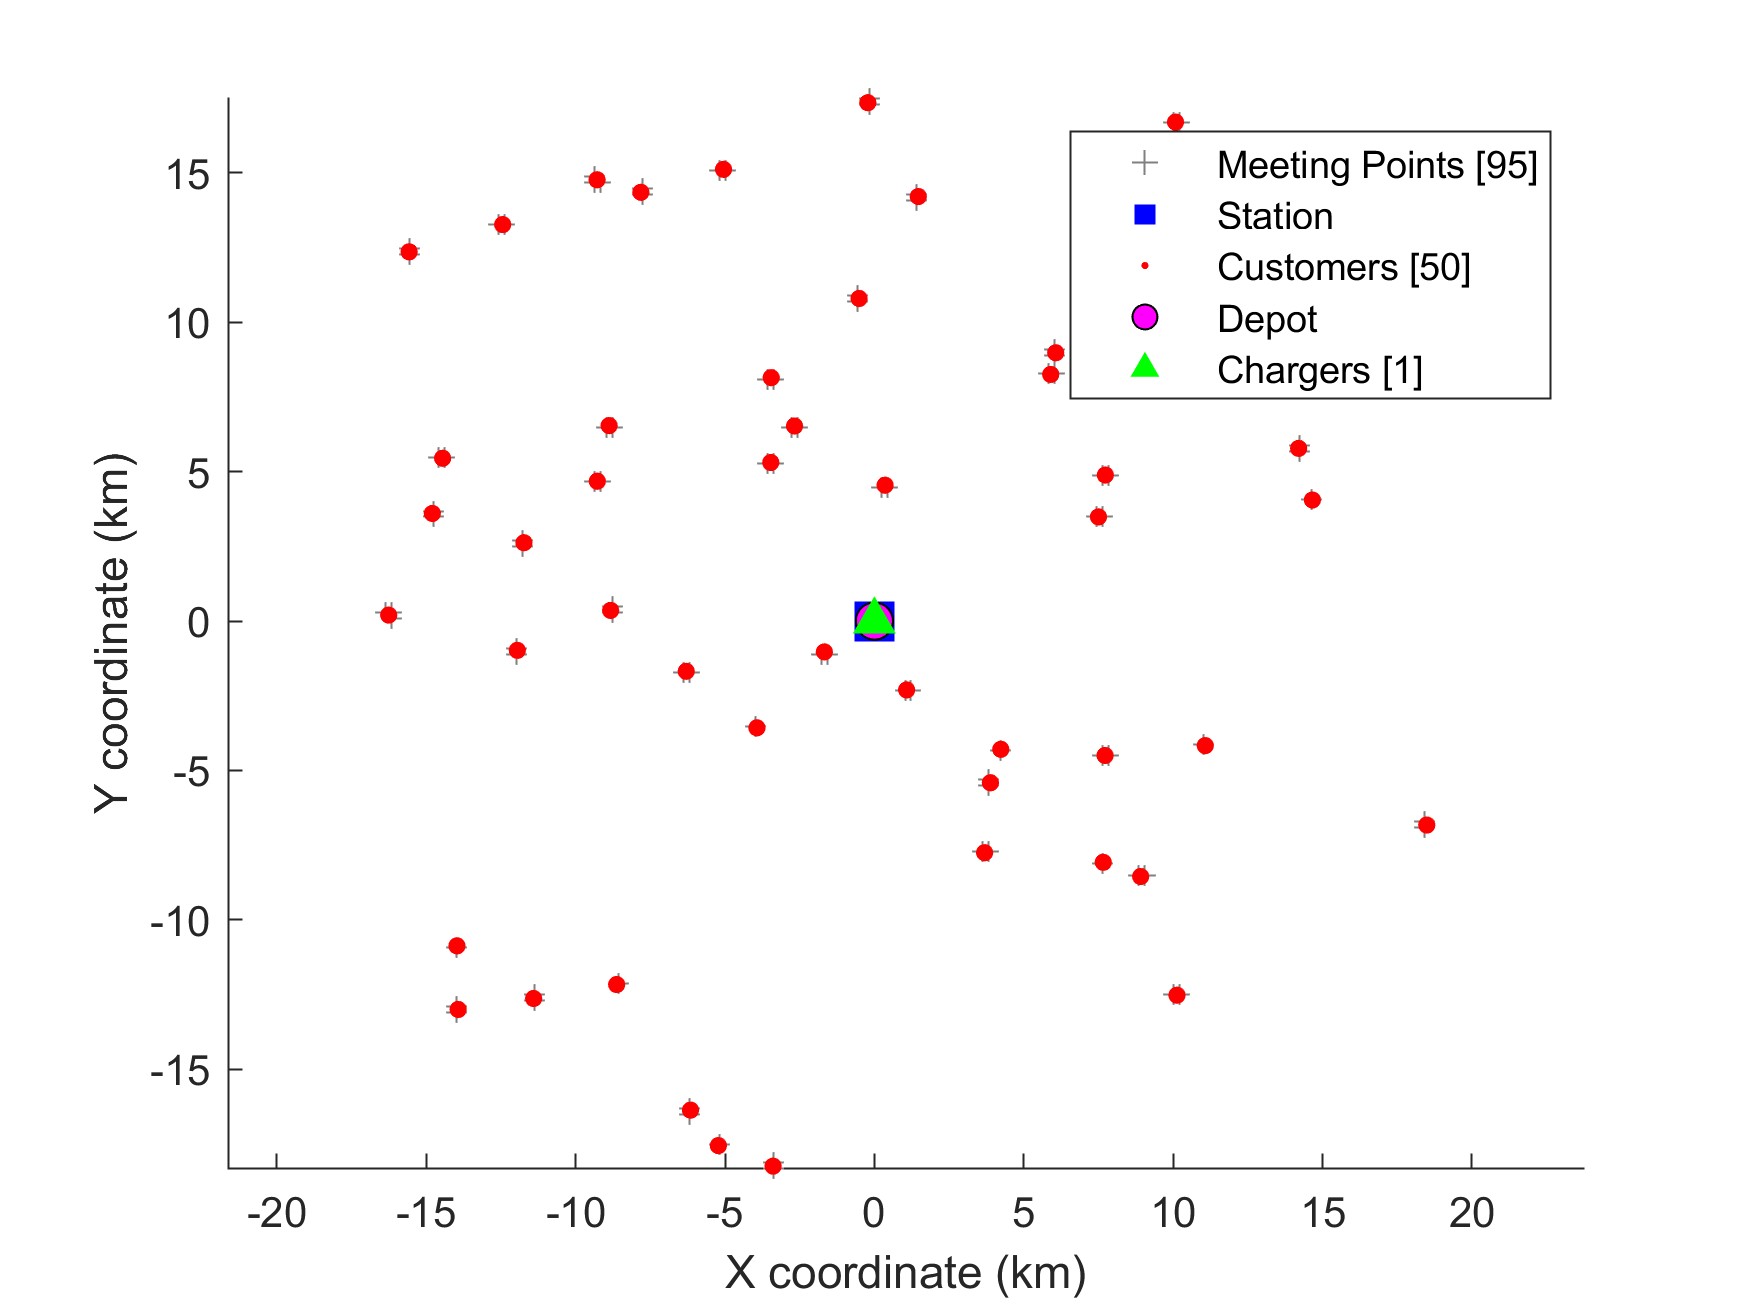 15
10
5
0
-5
-10
-15
-20 -15 -10 -5 0 5 10 15 20
X coordinate (km)
Y coordinate (km)
Meeting Points [95]
Station
Customers [50]
Depot
Chargers [1]